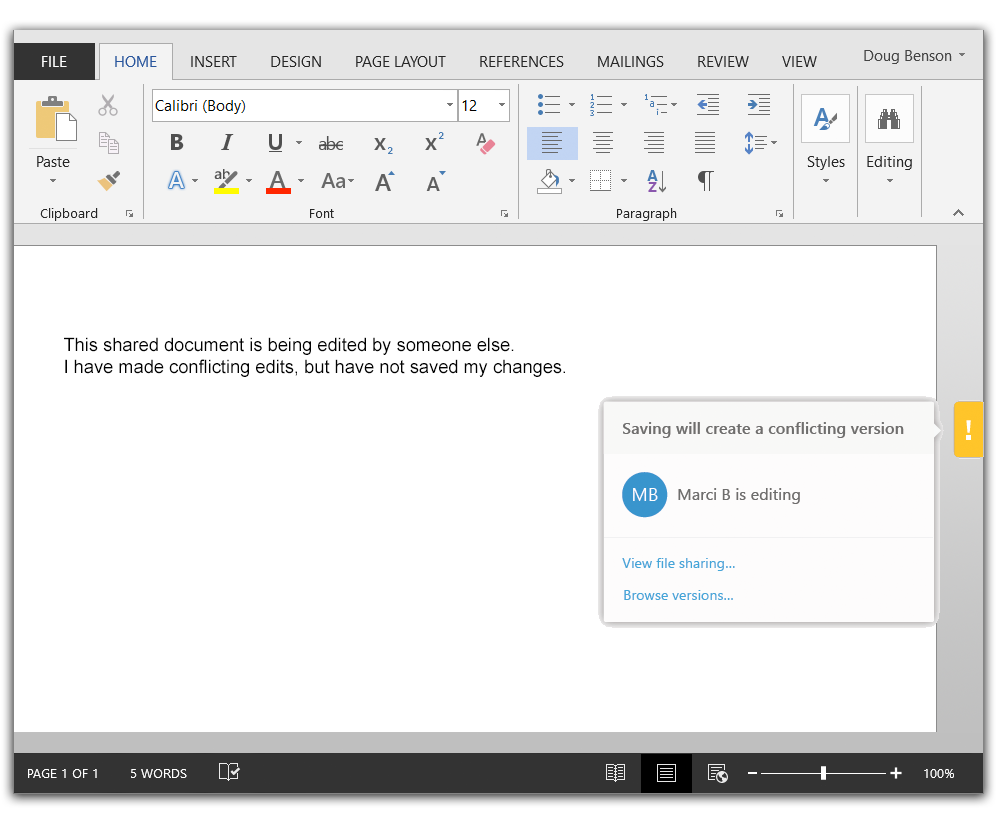 FILE HOME INSERT DESIGN PAGE LAYOUT REFERENCES MAILINGS REVIEW VIEW Doug Benson
Calibri (Body) 12
B I U abc X₂ X²
A ab A Aa A A
A Z
¶
Paste
Styles
Editing
Clipboard
Font
Paragraph
This shared document is being edited by someone else.
I have made conflicting edits, but have not saved my changes.
Saving will create a conflicting version
!
MB Marci B is editing
View file sharing...
Browse versions...
PAGE 1 OF 1 5 WORDS 100%